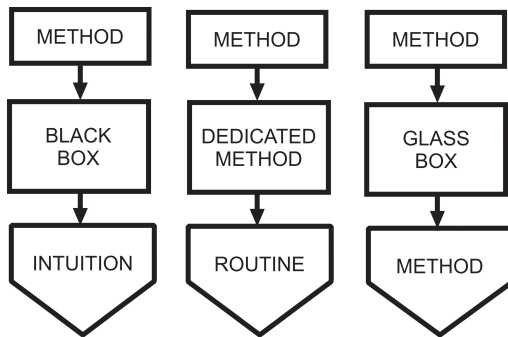 METHOD
METHOD
METHOD
BLACK
BOX
DEDICATED
METHOD
GLASS
BOX
INTUITION
ROUTINE
METHOD